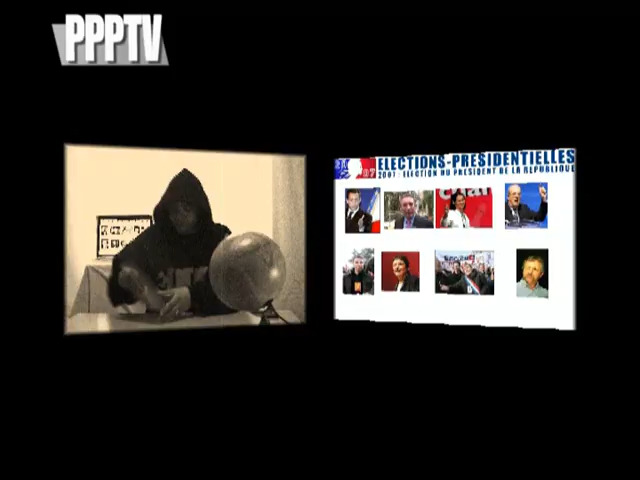 PPPTV
ELECTIONS-PRESIDENTIELLES
2007 : ELECTION DU PRESIDENT DE LA REPUBLIQUE